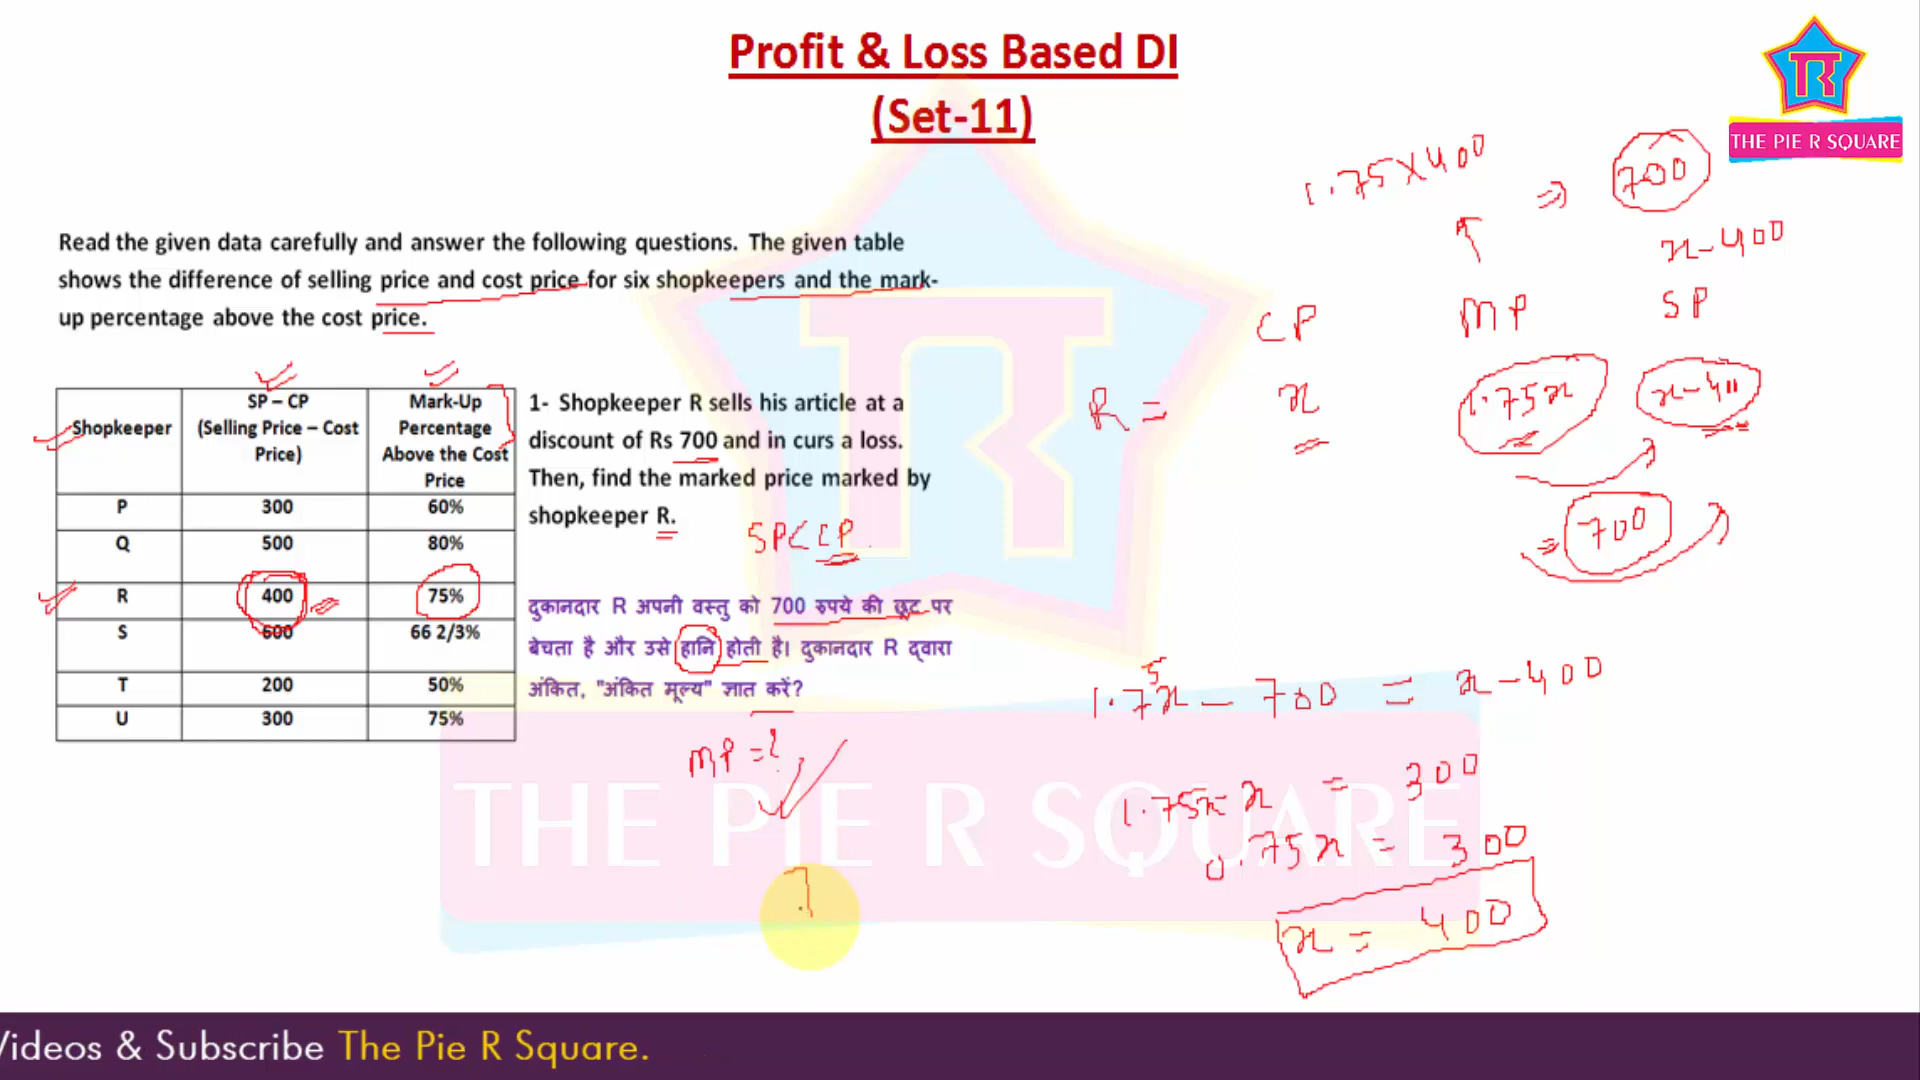 Profit & Loss Based DI
(Set-11)
THE PIE R SQUARE
Read the given data carefully and answer the following questions. The given table
shows the difference of selling price and cost price for six shopkeepers and the mark-
up percentage above the cost price.
Shopkeeper
SP – CP
(Selling Price – Cost
Price)
Mark-Up
Percentage
Above the Cost
Price
P 300 60%
Q 500 80%
R 400 75%
S 600 66 2/3%
T 200 50%
U 300 75%
1- Shopkeeper R sells his article at a
discount of Rs 700 and in curs a loss.
Then, find the marked price marked by
shopkeeper R.
SP<CP
दुकानदार R अपनी वस्तु को 700 रुपये की छूट पर
बेचता है और उसे हानि होती है। दुकानदार R द्वारा
अंकित, "अंकित मूल्य" ज्ञात करें?
MP = ?
7
1.75×400 ⇒ 700
x-400
CP MP SP
R = x 1.75x x-400
= 700
1.75x - 700 = x-400
1.75x - x = 300
0.75x = 300
x = 400
THE PIE R SQUARE
Videos & Subscribe The Pie R Square.